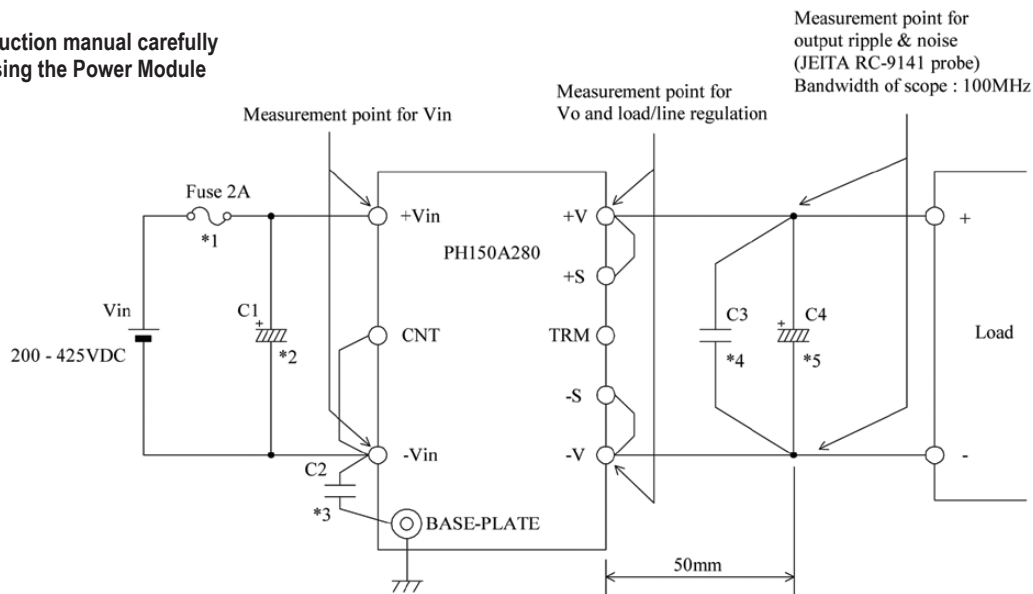 uction manual carefully
sing the Power Module
Measurement point for
output ripple & noise
(JEITA RC-9141 probe)
Bandwidth of scope : 100MHz
Measurement point for
Vo and load/line regulation
Measurement point for Vin
Fuse 2A
*1
+Vin
+V
+
PH150A280
+S
Vin
C1
+
*2
CNT
TRM
C3
*4
C4
+
*5
Load
200 - 425VDC
-S
-Vin
-V
-
C2
*3
BASE-PLATE
50mm